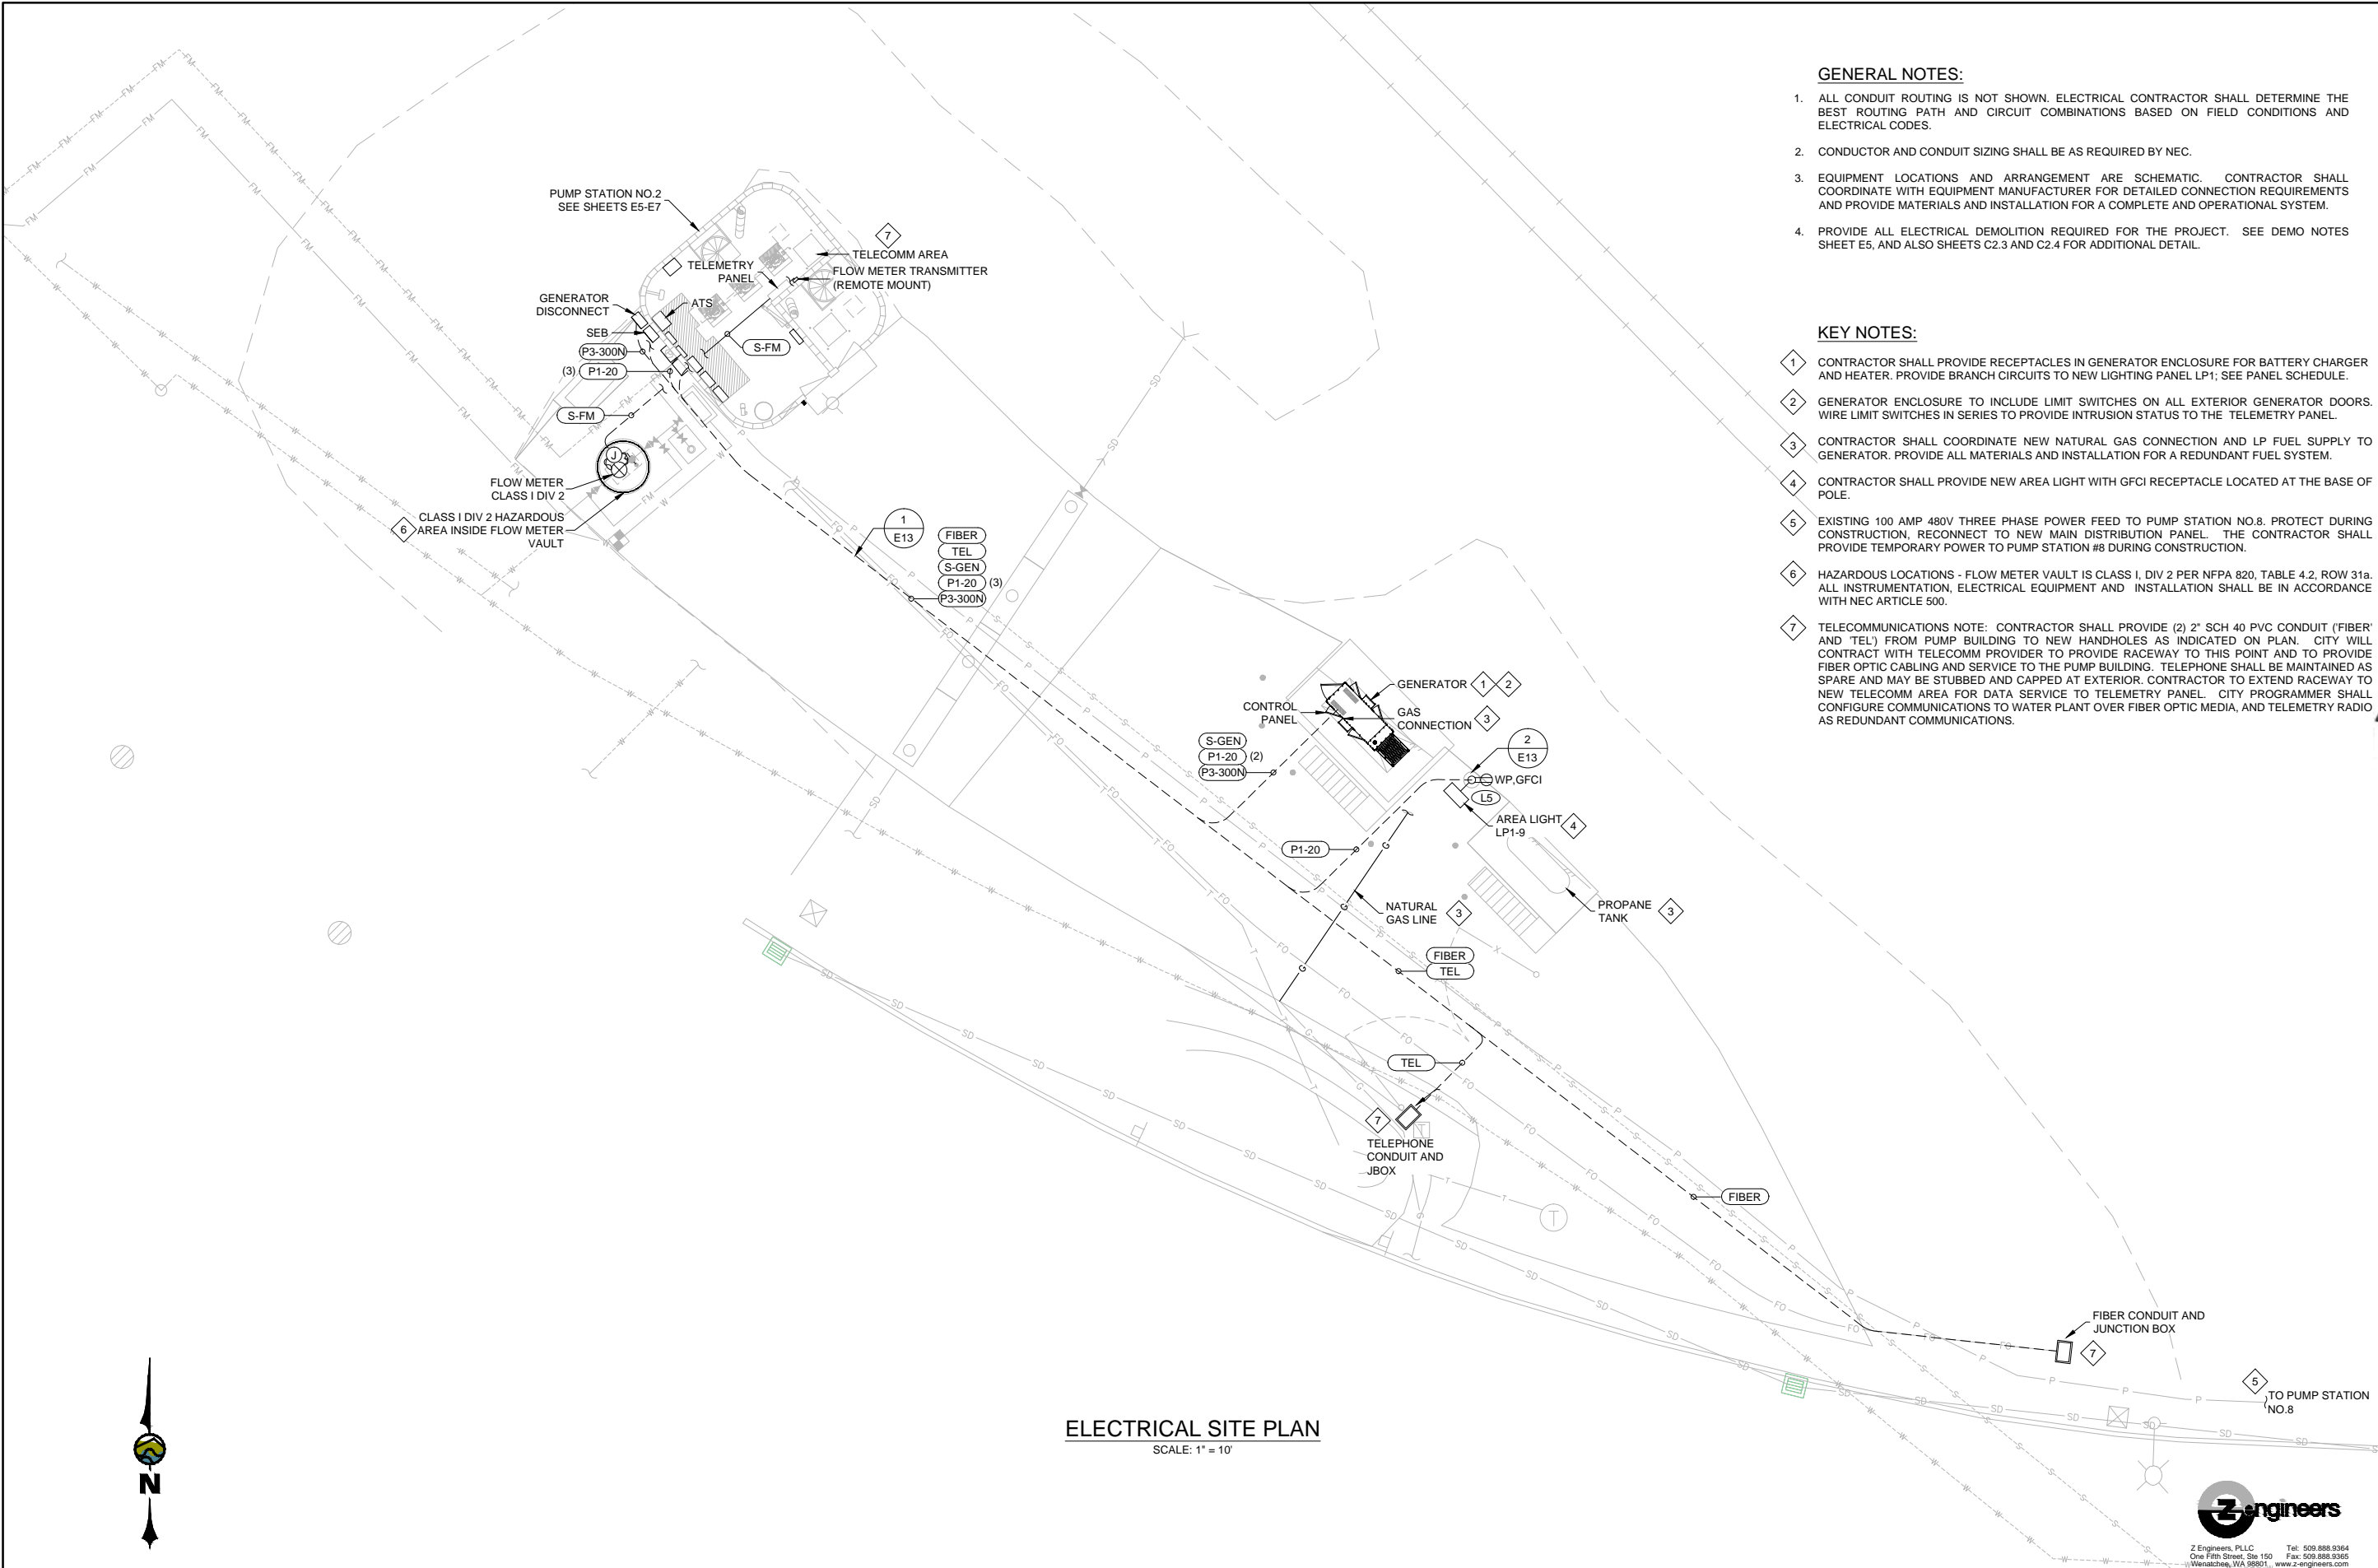 GENERAL NOTES:
1. ALL CONDUIT ROUTING IS NOT SHOWN. ELECTRICAL CONTRACTOR SHALL DETERMINE THE
BEST ROUTING PATH AND CIRCUIT COMBINATIONS BASED ON FIELD CONDITIONS AND
ELECTRICAL CODES.
2. CONDUCTOR AND CONDUIT SIZING SHALL BE AS REQUIRED BY NEC.
3. EQUIPMENT LOCATIONS AND ARRANGEMENT ARE SCHEMATIC. CONTRACTOR SHALL
COORDINATE WITH EQUIPMENT MANUFACTURER FOR DETAILED CONNECTION REQUIREMENTS
AND PROVIDE MATERIALS AND INSTALLATION FOR A COMPLETE AND OPERATIONAL SYSTEM.
4. PROVIDE ALL ELECTRICAL DEMOLITION REQUIRED FOR THE PROJECT. SEE DEMO NOTES
SHEET E5, AND ALSO SHEETS C2.3 AND C2.4 FOR ADDITIONAL DETAIL.
KEY NOTES:
1 CONTRACTOR SHALL PROVIDE RECEPTACLES IN GENERATOR ENCLOSURE FOR BATTERY CHARGER
AND HEATER. PROVIDE BRANCH CIRCUITS TO NEW LIGHTING PANEL LP1; SEE PANEL SCHEDULE.
2 GENERATOR ENCLOSURE TO INCLUDE LIMIT SWITCHES ON ALL EXTERIOR GENERATOR DOORS.
WIRE LIMIT SWITCHES IN SERIES TO PROVIDE INTRUSION STATUS TO THE TELEMETRY PANEL.
3 CONTRACTOR SHALL COORDINATE NEW NATURAL GAS CONNECTION AND LP FUEL SUPPLY TO
GENERATOR. PROVIDE ALL MATERIALS AND INSTALLATION FOR A REDUNDANT FUEL SYSTEM.
4 CONTRACTOR SHALL PROVIDE NEW AREA LIGHT WITH GFCI RECEPTACLE LOCATED AT THE BASE OF
POLE.
5 EXISTING 100 AMP 480V THREE PHASE POWER FEED TO PUMP STATION NO.8. PROTECT DURING
CONSTRUCTION, RECONNECT TO NEW MAIN DISTRIBUTION PANEL. THE CONTRACTOR SHALL
PROVIDE TEMPORARY POWER TO PUMP STATION #8 DURING CONSTRUCTION.
6 HAZARDOUS LOCATIONS - FLOW METER VAULT IS CLASS I, DIV 2 PER NFPA 820, TABLE 4.2, ROW 31a.
ALL INSTRUMENTATION, ELECTRICAL EQUIPMENT AND INSTALLATION SHALL BE IN ACCORDANCE
WITH NEC ARTICLE 500.
7 TELECOMMUNICATIONS NOTE: CONTRACTOR SHALL PROVIDE (2) 2" SCH 40 PVC CONDUIT ('FIBER'
AND 'TEL') FROM PUMP BUILDING TO NEW HANDHOLES AS INDICATED ON PLAN. CITY WILL
CONTRACT WITH TELECOMM PROVIDER TO PROVIDE RACEWAY TO THIS POINT AND TO PROVIDE
FIBER OPTIC CABLING AND SERVICE TO THE PUMP BUILDING. TELEPHONE SHALL BE MAINTAINED AS
SPARE AND MAY BE STUBBED AND CAPPED AT EXTERIOR. CONTRACTOR TO EXTEND RACEWAY TO
NEW TELECOMM AREA FOR DATA SERVICE TO TELEMETRY PANEL. CITY PROGRAMMER SHALL
CONFIGURE COMMUNICATIONS TO WATER PLANT OVER FIBER OPTIC MEDIA, AND TELEMETRY RADIO
AS REDUNDANT COMMUNICATIONS.
PUMP STATION NO.2
SEE SHEETS E5-E7
7
TELECOMM AREA
TELEMETRY
PANEL
FLOW METER TRANSMITTER
(REMOTE MOUNT)
GENERATOR
DISCONNECT
ATS
SEB
P3-300N
S-FM
(3) P1-20
S-FM
J
FLOW METER
CLASS I DIV 2
6
CLASS I DIV 2 HAZARDOUS
AREA INSIDE FLOW METER
VAULT
1
E13
FIBER
TEL
S-GEN
P1-20 (3)
P3-300N
GENERATOR 1 2
CONTROL
PANEL
GAS
CONNECTION 3
S-GEN
P1-20 (2)
P3-300N
2
E13
WP,GFCI
L5
AREA LIGHT
LP1-9
4
P1-20
NATURAL
GAS LINE 3
PROPANE
TANK 3
FIBER
TEL
TEL
7
TELEPHONE
CONDUIT AND
JBOX
T
FIBER
FIBER CONDUIT AND
JUNCTION BOX
7
5
TO PUMP STATION
NO.8
ELECTRICAL SITE PLAN
SCALE: 1" = 10'
N
Z engineers
Z Engineers, PLLC Tel: 509.888.9364
One Fifth Street, Ste 150 Fax: 509.888.9365
Wenatchee, WA 98801 www.z-engineers.com